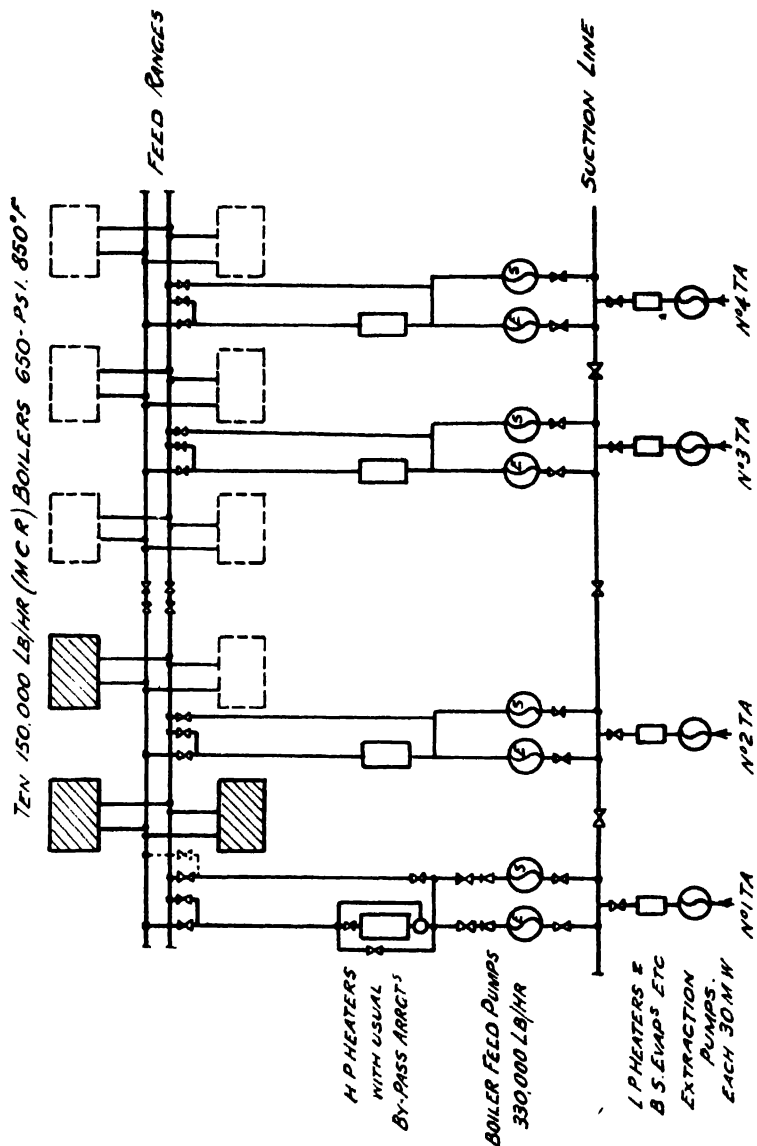 TEN 150,000 LB/HR (MCR) BOILERS 650- PSI. 850°F
FEED RANGES
H P HEATERS
WITH USUAL
BY-PASS ARRGTS
BOILER FEED PUMPS
330,000 LB/HR
E
S
E
S
E
S
E
S
SUCTION LINE
L P HEATERS &
B S. EVAPS ETC
EXTRACTION
PUMPS.
EACH 30 MW
Nº1 TA
Nº2 TA
Nº3 TA
Nº4 TA